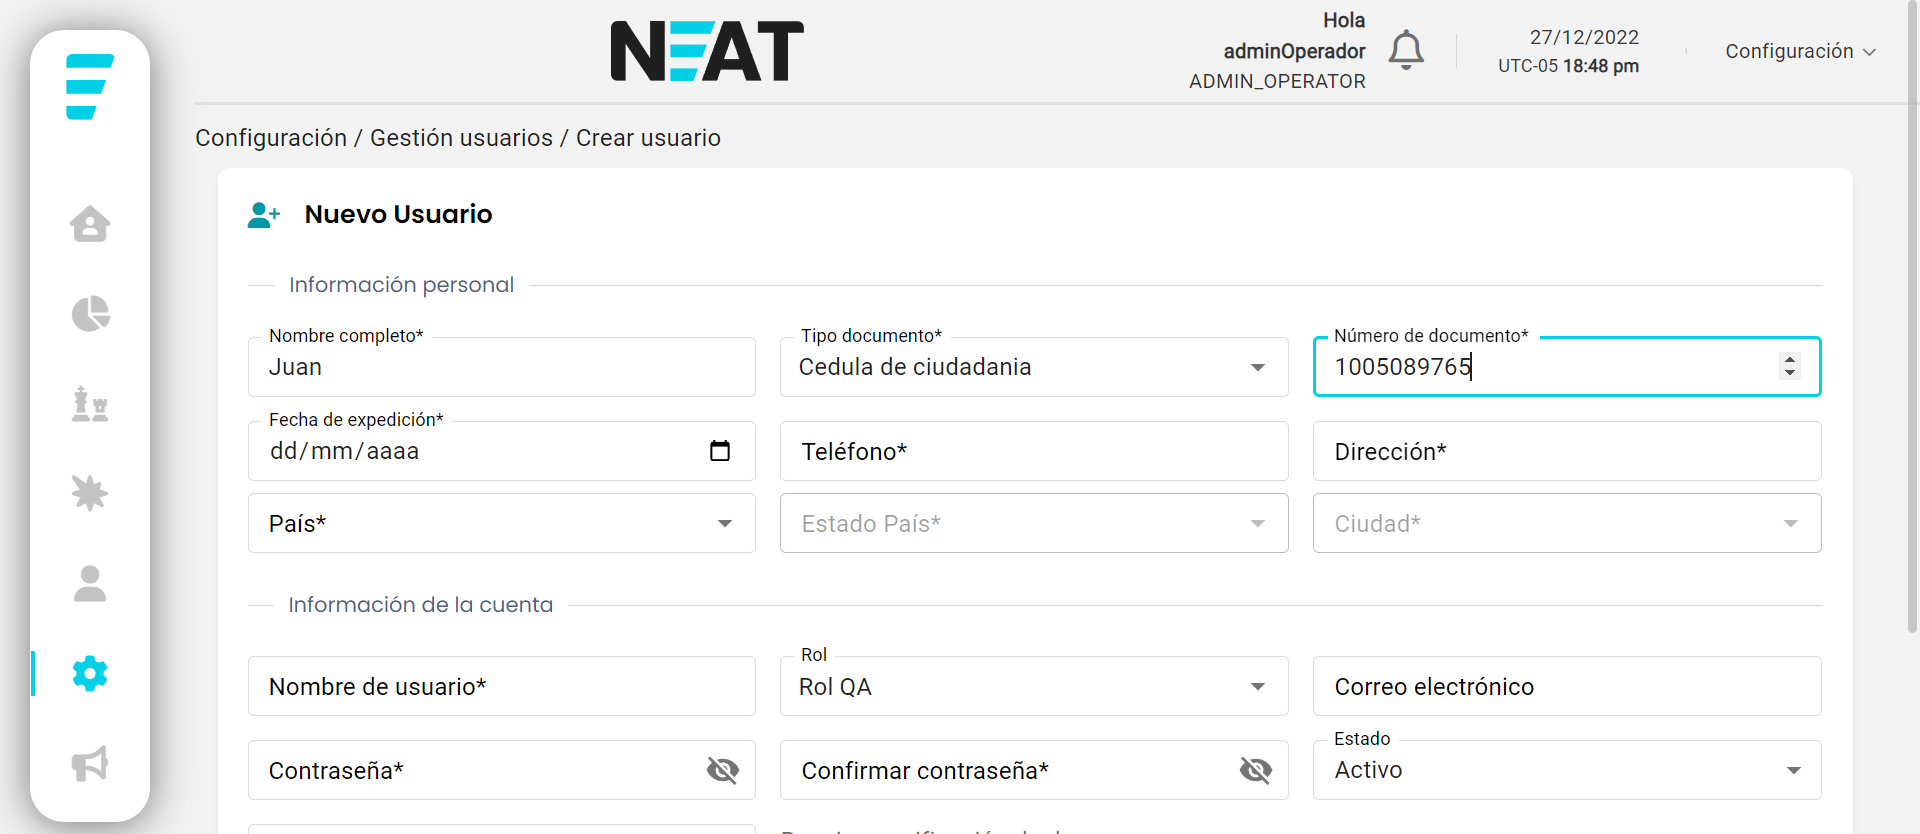 NEAT
Hola
adminOperador
ADMIN_OPERATOR
27/12/2022
UTC-05 18:48 pm
Configuración
Configuración / Gestión usuarios / Crear usuario
Nuevo Usuario
Información personal
Nombre completo*
Juan
Tipo documento*
Cedula de ciudadania
Número de documento*
1005089765
Fecha de expedición*
dd/mm/aaaa
Teléfono*
Dirección*
País*
Estado País*
Ciudad*
Información de la cuenta
Nombre de usuario*
Rol
Rol QA
Correo electrónico
Contraseña*
Confirmar contraseña*
Estado
Activo